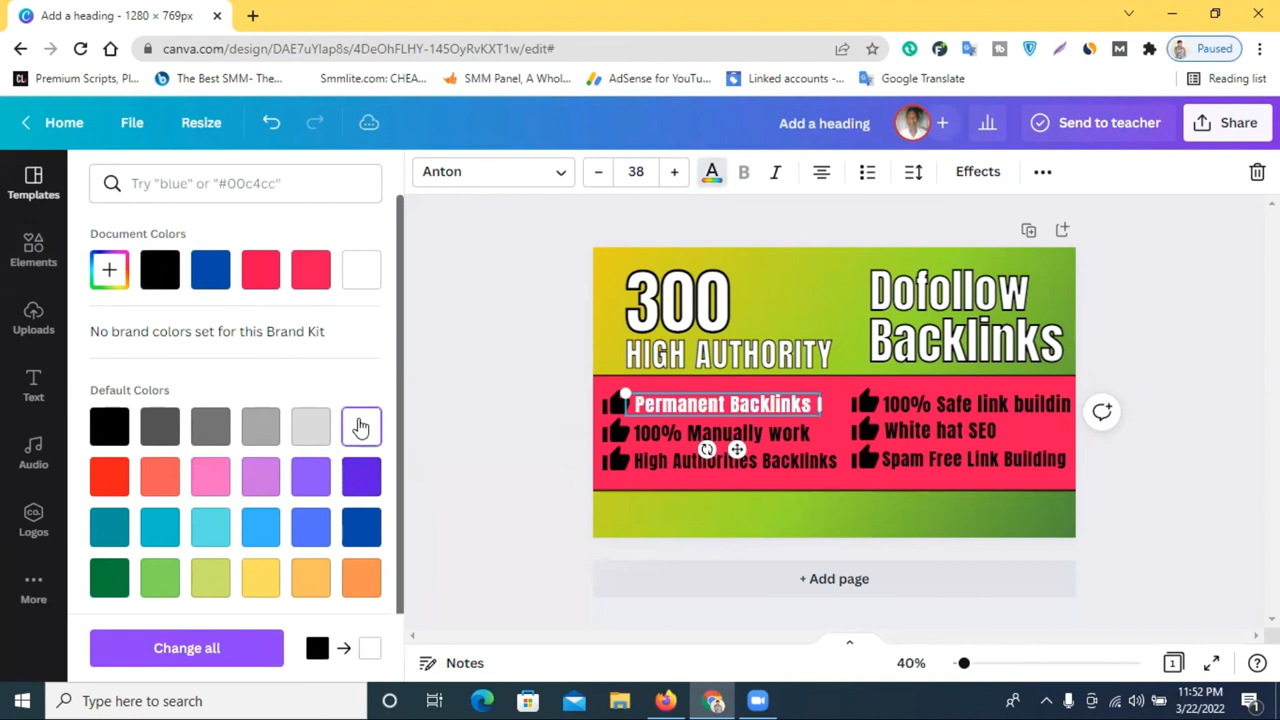 Add a heading - 1280 × 769px
Paused
canva.com/design/DAE7uYlap8s/4DeOhFLHY-145OyRvKXT1w/edit#
Premium Scripts, Pl...
The Best SMM- The...
Smmlite.com: CHEA...
SMM Panel, A Whol...
AdSense for YouTu...
Linked accounts -...
Google Translate
Reading list
Home
File
Resize
Add a heading
Send to teacher
Share
Templates
Elements
Uploads
Text
Audio
Logos
More
Try "blue" or "#00c4cc"
Document Colors
No brand colors set for this Brand Kit
Default Colors
Change all
Anton
38
A
B
I
Effects
300
HIGH AUTHORITY
Dofollow
Backlinks
Permanent Backlinks
100% Manually work
High Authorities Backlinks
100% Safe link buildin
White hat SEO
Spam Free Link Building
+ Add page
Notes
40%
1
Type here to search
11:52 PM
3/22/2022